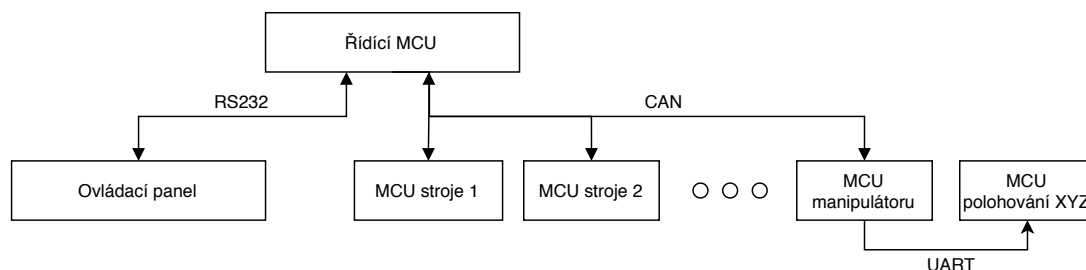 Řídící MCU
RS232
CAN
Ovládací panel
MCU stroje 1
MCU stroje 2
MCU
manipulátoru
MCU
polohování XYZ
UART